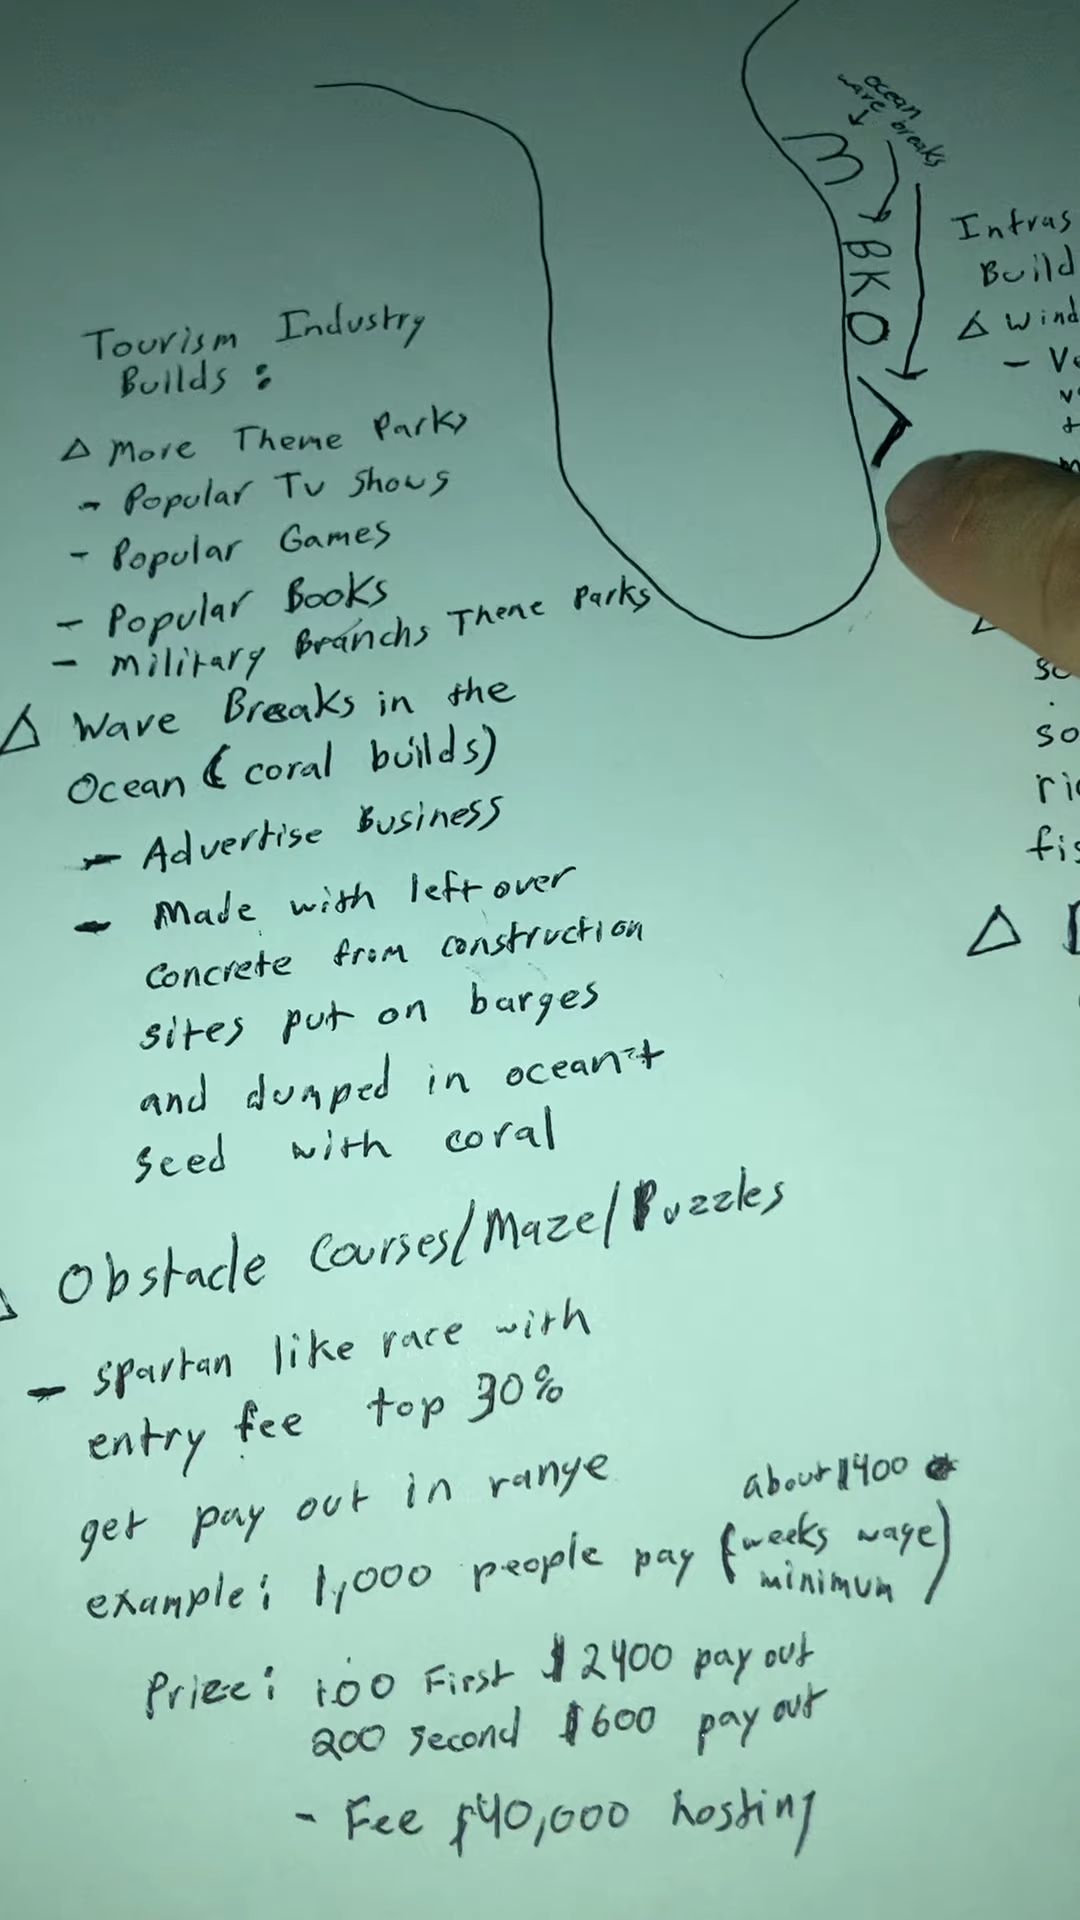 ocean
wave breaks
M
BKO
>
Tourism Industry
Builds:
△ More Theme Parks
- Popular TV Shows
- Popular Games
- Popular Books
- Military Branchs Theme Parks
△ Wave Breaks in the
Ocean (coral builds)
- Advertise Business
- Made with left over
concrete from construction
sites put on barges
and dumped in ocean +
seed with coral
Obstacle Courses/Maze/Puzzles
- spartan like race with
entry fee top 30%
get pay out in range
example: 1,000 people pay (about $400
weeks wage
minimum)
Prize: 100 First $2400 pay out
200 second $600 pay out
- Fee $40,000 hosting
Intras
Build
△ Wind
- Ve
so
ric
fis
△